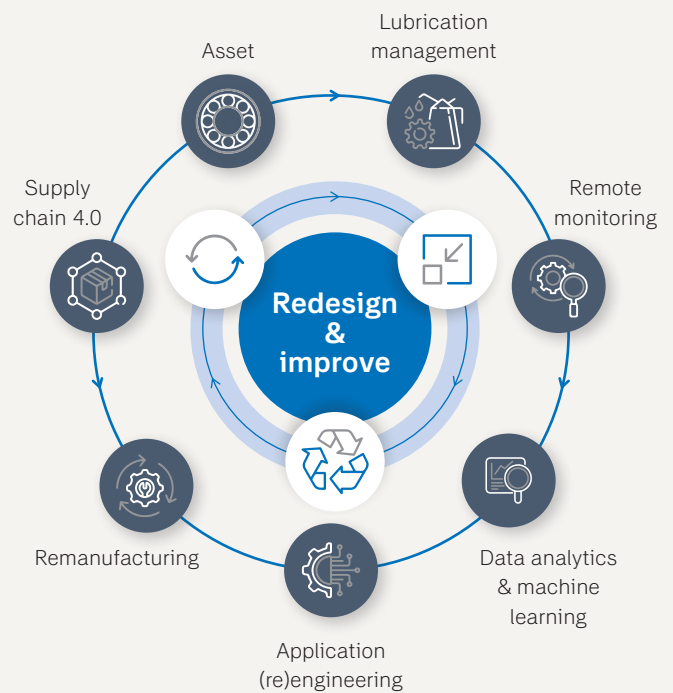 Lubrication
management
Asset
Remote
monitoring
Supply
chain 4.0
Redesign
&
improve
Remanufacturing
Data analytics
& machine
learning
Application
(re)engineering